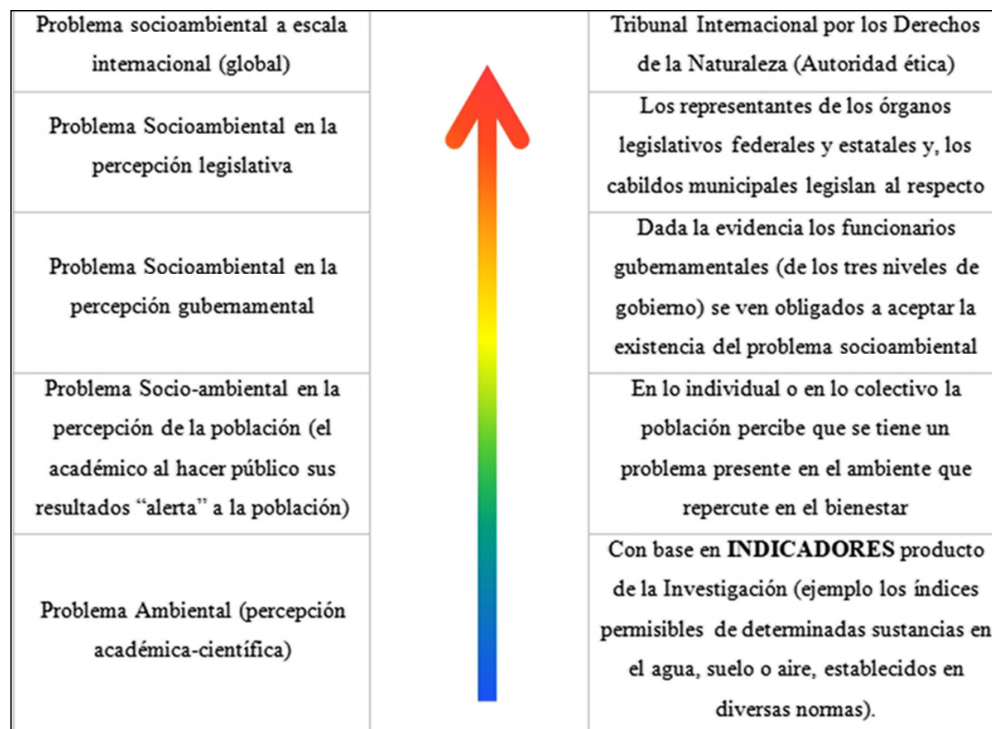 Problema socioambiental a escala
internacional (global)
Tribunal Internacional por los Derechos
de la Naturaleza (Autoridad ética)
Problema Socioambiental en la
percepción legislativa
Los representantes de los órganos
legislativos federales y estatales y, los
cabildos municipales legislan al respecto
Problema Socioambiental en la
percepción gubernamental
Dada la evidencia los funcionarios
gubernamentales (de los tres niveles de
gobierno) se ven obligados a aceptar la
existencia del problema socioambiental
Problema Socio-ambiental en la
percepción de la población (el
académico al hacer público sus
resultados “alerta” a la población)
En lo individual o en lo colectivo la
población percibe que se tiene un
problema presente en el ambiente que
repercute en el bienestar
Problema Ambiental (percepción
académica-científica)
Con base en INDICADORES producto
de la Investigación (ejemplo los índices
permisibles de determinadas sustancias en
el agua, suelo o aire, establecidos en
diversas normas).